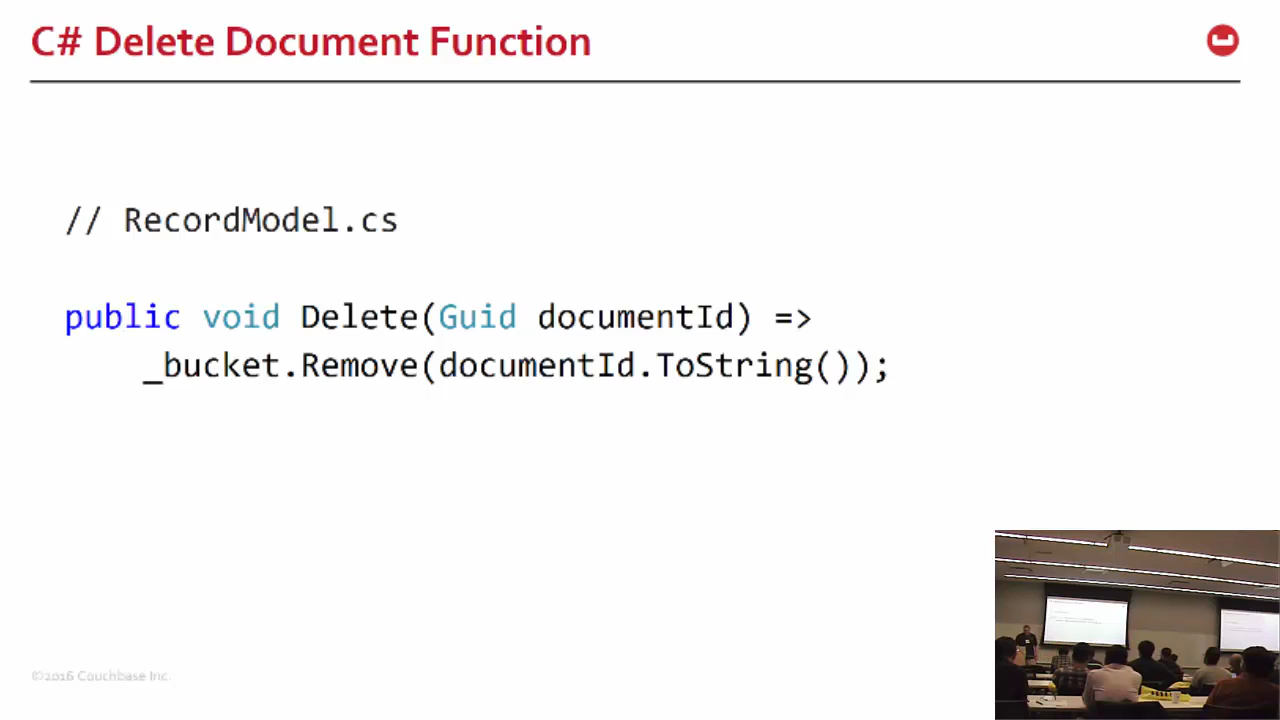 C# Delete Document Function
// RecordModel.cs
public void Delete(Guid documentId) =>
_bucket.Remove(documentId.ToString());
©2016 Couchbase Inc.